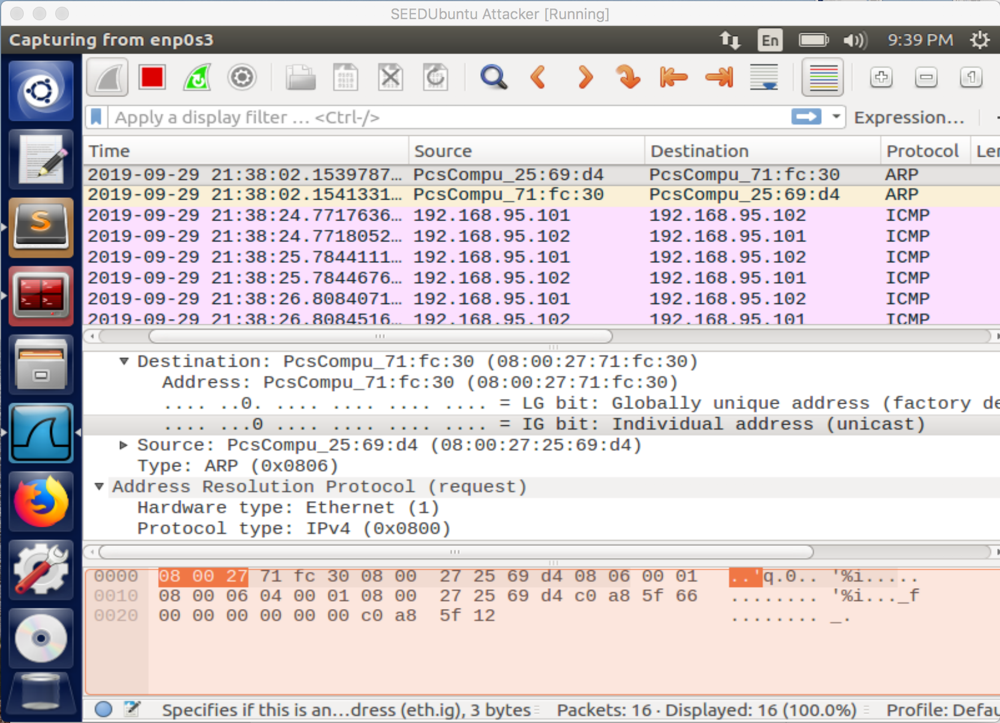 SEEDUbuntu Attacker [Running]
Capturing from enp0s3
En
9:39 PM
Apply a display filter ... <Ctrl-/>
Expression...
Time Source Destination Protocol
2019-09-29 21:38:02.1539787... PcsCompu_25:69:d4 PcsCompu_71:fc:30 ARP
2019-09-29 21:38:02.1541331... PcsCompu_71:fc:30 PcsCompu_25:69:d4 ARP
2019-09-29 21:38:24.7717636... 192.168.95.101 192.168.95.102 ICMP
2019-09-29 21:38:24.7718052... 192.168.95.102 192.168.95.101 ICMP
2019-09-29 21:38:25.7844111... 192.168.95.101 192.168.95.102 ICMP
2019-09-29 21:38:25.7844676... 192.168.95.102 192.168.95.101 ICMP
2019-09-29 21:38:26.8084071... 192.168.95.101 192.168.95.102 ICMP
2019-09-29 21:38:26.8084516... 192.168.95.102 192.168.95.101 ICMP
Destination: PcsCompu_71:fc:30 (08:00:27:71:fc:30)
Address: PcsCompu_71:fc:30 (08:00:27:71:fc:30)
.... ..0. .... .... .... .... = LG bit: Globally unique address (factory de
.... ...0 .... .... .... .... = IG bit: Individual address (unicast)
Source: PcsCompu_25:69:d4 (08:00:27:25:69:d4)
Type: ARP (0x0806)
Address Resolution Protocol (request)
Hardware type: Ethernet (1)
Protocol type: IPv4 (0x0800)
0000 08 00 27 71 fc 30 08 00 27 25 69 d4 08 06 00 01 ..'q.0.. '%i.....
0010 08 00 06 04 00 01 08 00 27 25 69 d4 c0 a8 5f 66 ........ '%i..._f
0020 00 00 00 00 00 00 c0 a8 5f 12 ........ _.
Specifies if this is an...dress (eth.ig), 3 bytes Packets: 16 · Displayed: 16 (100.0%) Profile: Defau